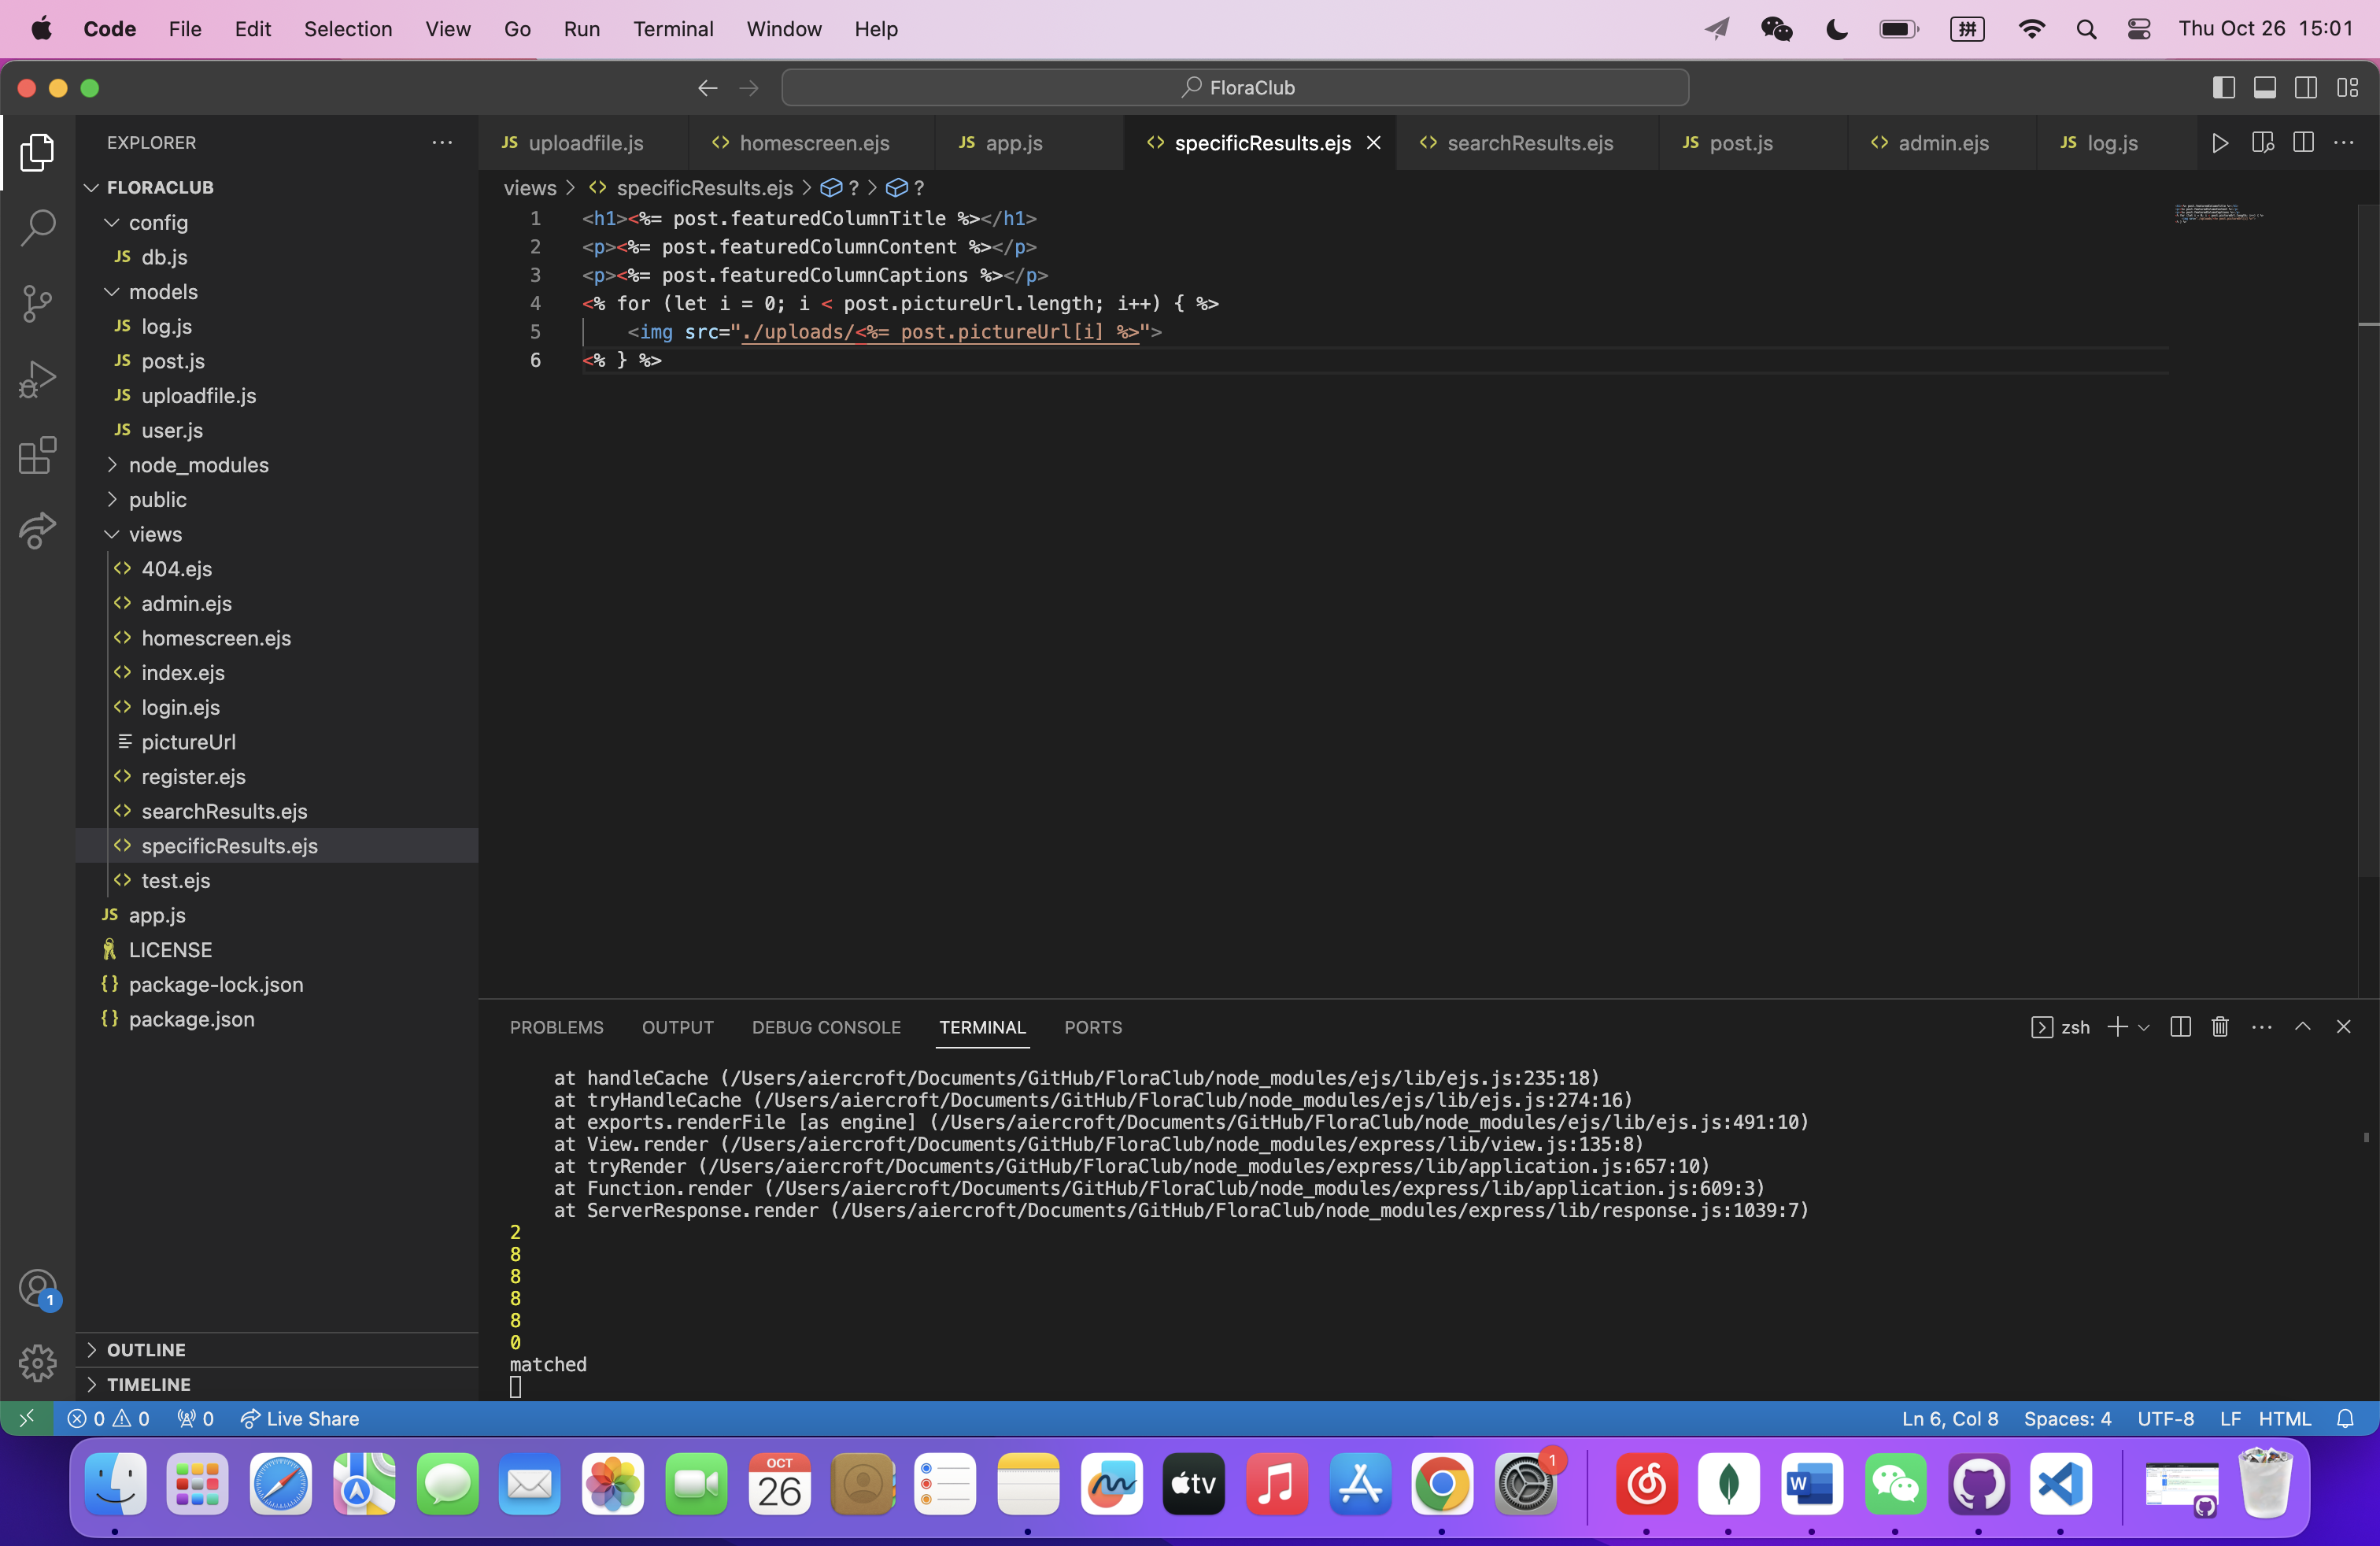 Code File Edit Selection View Go Run Terminal Window Help 拼 Thu Oct 26 15:01
FloraClub
EXPLORER
JS uploadfile.js <> homescreen.ejs JS app.js <> specificResults.ejs <> searchResults.ejs JS post.js <> admin.ejs JS log.js
FLORACLUB
config
JS db.js
models
JS log.js
JS post.js
JS uploadfile.js
JS user.js
node_modules
public
views
<> 404.ejs
<> admin.ejs
<> homescreen.ejs
<> index.ejs
<> login.ejs
pictureUrl
<> register.ejs
<> searchResults.ejs
<> specificResults.ejs
<> test.ejs
JS app.js
LICENSE
{} package-lock.json
{} package.json
OUTLINE
TIMELINE
views > <> specificResults.ejs > ? > ?
1 <h1><%= post.featuredColumnTitle %></h1>
2 <p><%= post.featuredColumnContent %></p>
3 <p><%= post.featuredColumnCaptions %></p>
4 <% for (let i = 0; i < post.pictureUrl.length; i++) { %>
5 <img src="./uploads/<%= post.pictureUrl[i] %>">
6 <% } %>
PROBLEMS OUTPUT DEBUG CONSOLE TERMINAL PORTS
zsh
at handleCache (/Users/aiercroft/Documents/GitHub/FloraClub/node_modules/ejs/lib/ejs.js:235:18)
at tryHandleCache (/Users/aiercroft/Documents/GitHub/FloraClub/node_modules/ejs/lib/ejs.js:274:16)
at exports.renderFile [as engine] (/Users/aiercroft/Documents/GitHub/FloraClub/node_modules/ejs/lib/ejs.js:491:10)
at View.render (/Users/aiercroft/Documents/GitHub/FloraClub/node_modules/express/lib/view.js:135:8)
at tryRender (/Users/aiercroft/Documents/GitHub/FloraClub/node_modules/express/lib/application.js:657:10)
at Function.render (/Users/aiercroft/Documents/GitHub/FloraClub/node_modules/express/lib/application.js:609:3)
at ServerResponse.render (/Users/aiercroft/Documents/GitHub/FloraClub/node_modules/express/lib/response.js:1039:7)
2
8
8
8
8
0
matched
1
0 0 0 Live Share Ln 6, Col 8 Spaces: 4 UTF-8 LF HTML
OCT
26
tv
1
W